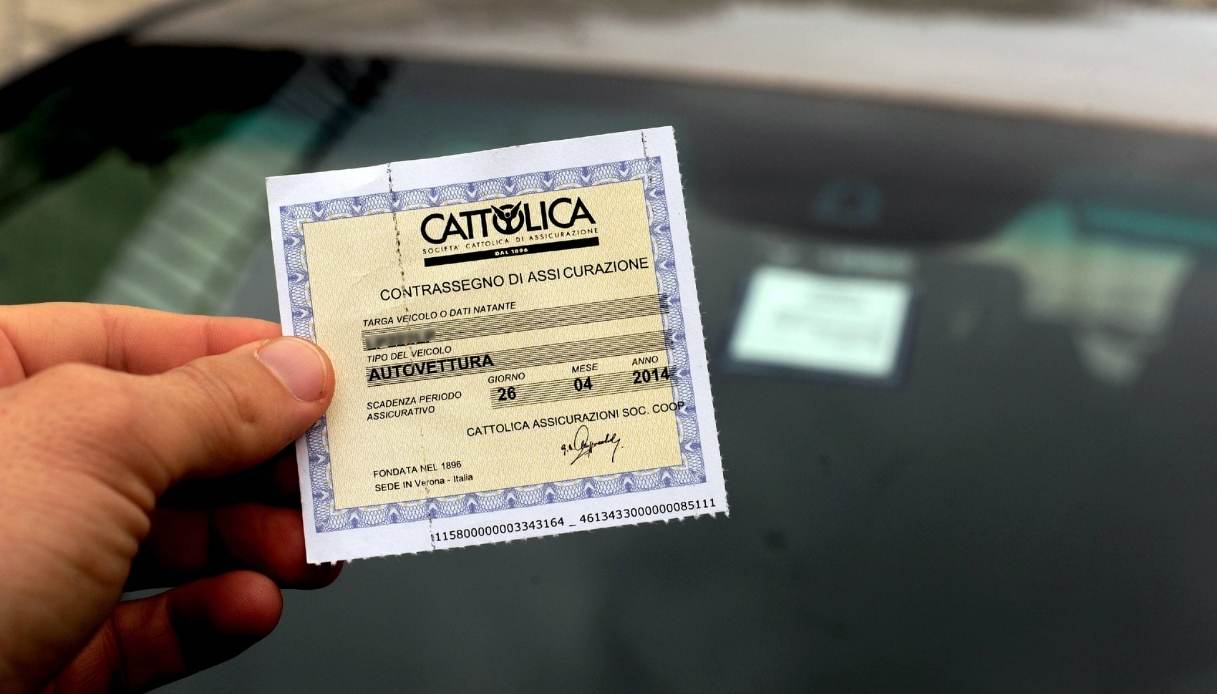 CATTOLICA
SOCIETA' CATTOLICA DI ASSICURAZIONE
DAL 1896
CONTRASSEGNO DI ASSICURAZIONE
TARGA VEICOLO O DATI NATANTE
TIPO DEL VEICOLO
AUTOVETTURA
SCADENZA PERIODO ASSICURATIVO
GIORNO MESE ANNO
26 04 2014
CATTOLICA ASSICURAZIONI SOC. COOP
FONDATA NEL 1896
SEDE IN Verona - Italia
115800000003343164 _ 4613433000000085111